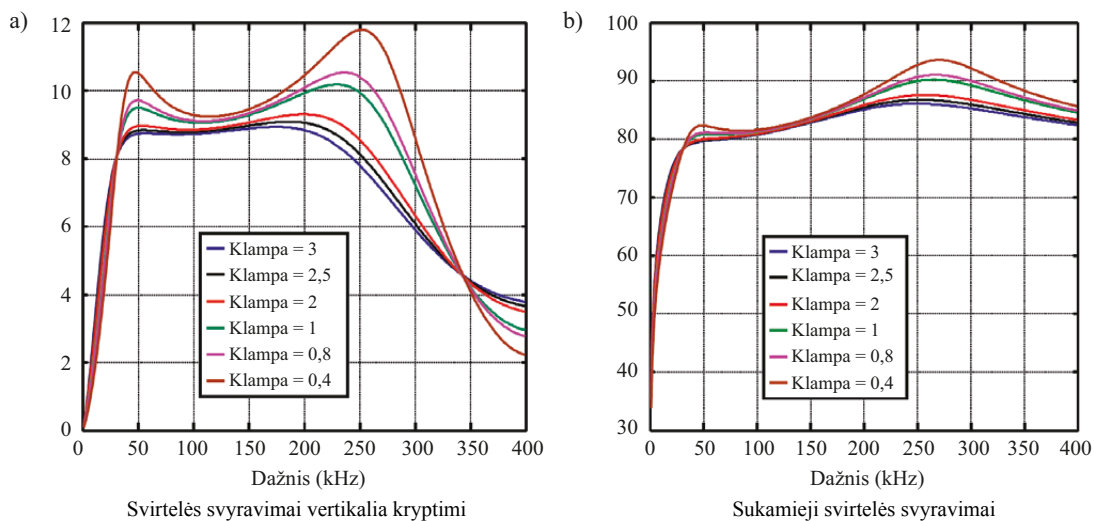 a)
12
10
8
6
4
2
0
Klampa = 3
Klampa = 2,5
Klampa = 2
Klampa = 1
Klampa = 0,8
Klampa = 0,4
0 50 100 150 200 250 300 350 400
Dažnis (kHz)
Svirtelės svyravimai vertikalia kryptimi
b)
100
90
80
70
60
50
40
30
Klampa = 3
Klampa = 2,5
Klampa = 2
Klampa = 1
Klampa = 0,8
Klampa = 0,4
0 50 100 150 200 250 300 350 400
Dažnis (kHz)
Sukamieji svirtelės svyravimai